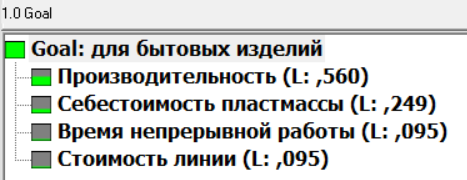 1.0 Goal
Goal: для бытовых изделий
Производительность (L: ,560)
Себестоимость пластмассы (L: ,249)
Время непрерывной работы (L: ,095)
Стоимость линии (L: ,095)